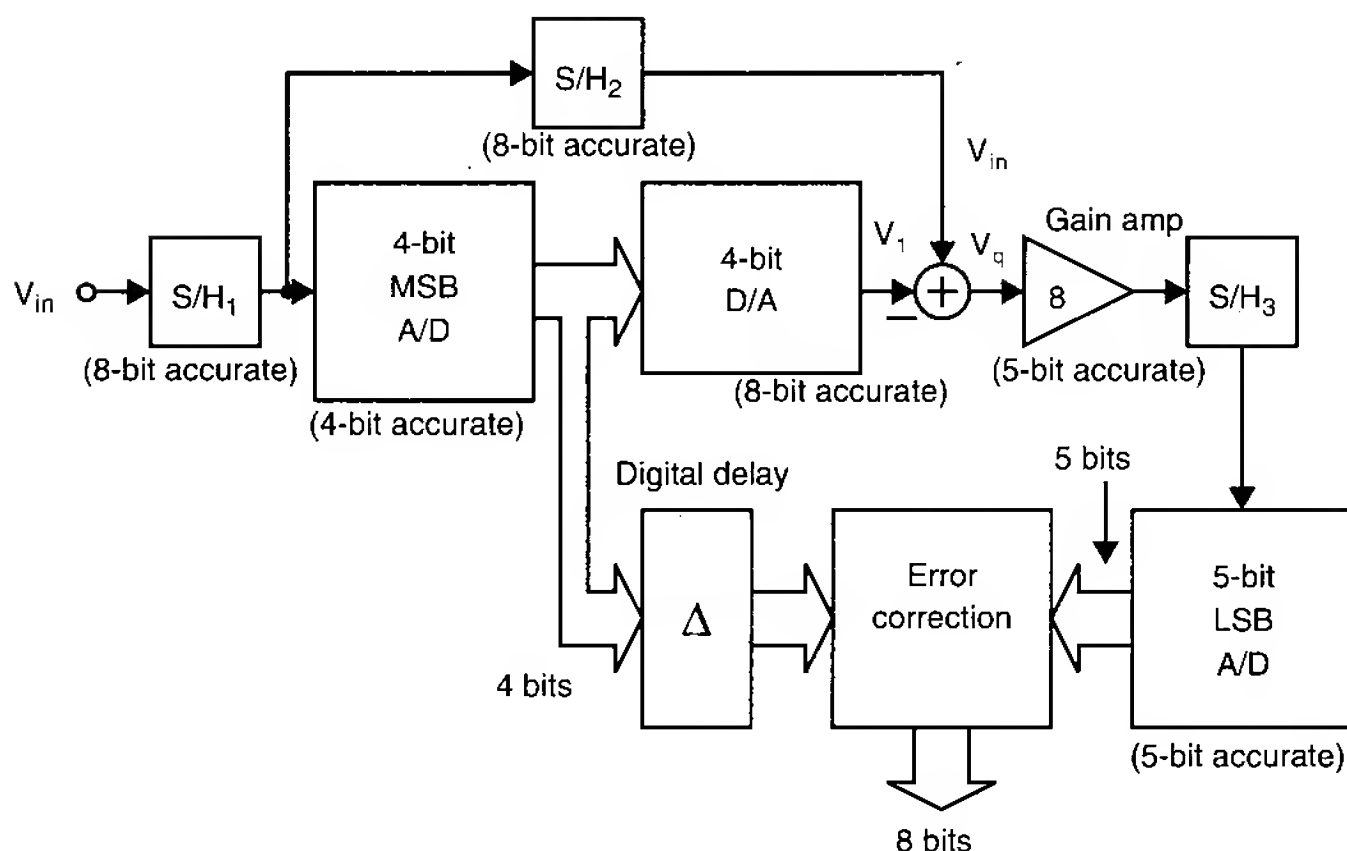 S/H2
(8-bit accurate)
Vin
Vin
S/H1
(8-bit accurate)
4-bit
MSB
A/D
(4-bit accurate)
4-bit
D/A
(8-bit accurate)
V1
Vq
Gain amp
8
(5-bit accurate)
S/H3
Digital delay
Δ
4 bits
Error
correction
5 bits
5-bit
LSB
A/D
(5-bit accurate)
8 bits